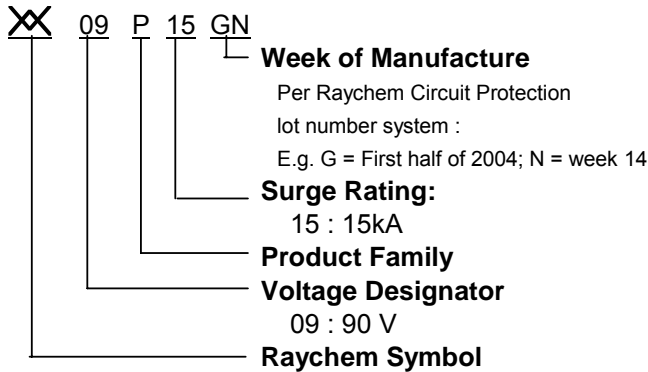 09 P 15 GN
Week of Manufacture
Per Raychem Circuit Protection
lot number system :
E.g. G = First half of 2004; N = week 14
Surge Rating:
15 : 15kA
Product Family
Voltage Designator
09 : 90 V
Raychem Symbol